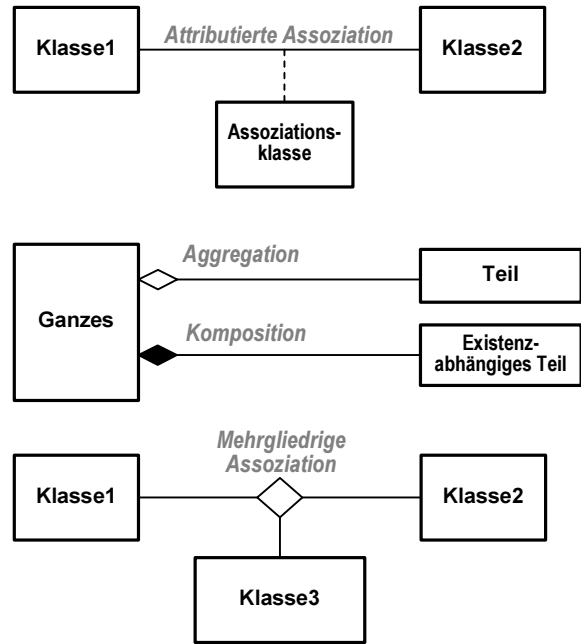 Klasse1
Attributierte Assoziation
Klasse2
Assoziations-
klasse
Ganzes
Aggregation
Teil
Komposition
Existenz-
abhängiges Teil
Mehrgliedrige
Assoziation
Klasse1
Klasse2
Klasse3